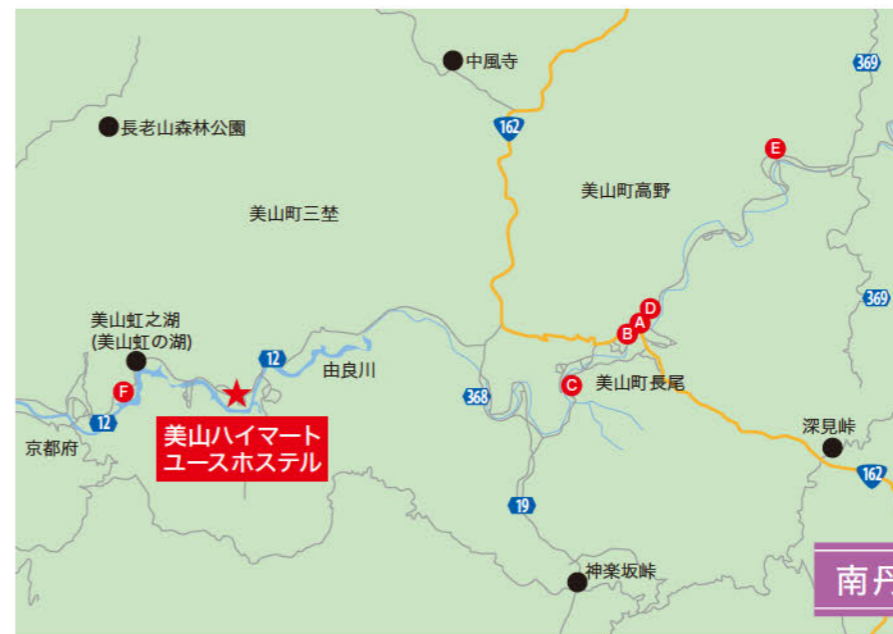 中風寺
369
162
E
長老山森林公園
美山町高野
美山町三埜
369
D
美山虹之湖
(美山虹の湖)
A
B
12
由良川
C
美山町長尾
F
368
12
美山ハイマート
ユースホステル
京都府
深見峠
162
19
神楽坂峠
南丹